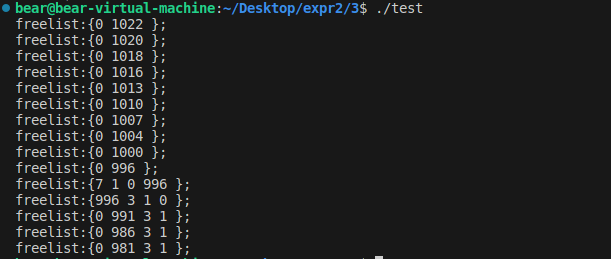 bear@bear-virtual-machine:~/Desktop/expr2/3$ ./test
freelist:{0 1022 };
freelist:{0 1020 };
freelist:{0 1018 };
freelist:{0 1016 };
freelist:{0 1013 };
freelist:{0 1010 };
freelist:{0 1007 };
freelist:{0 1004 };
freelist:{0 1000 };
freelist:{0 996 };
freelist:{7 1 0 996 };
freelist:{996 3 1 0 };
freelist:{0 991 3 1 };
freelist:{0 986 3 1 };
freelist:{0 981 3 1 };